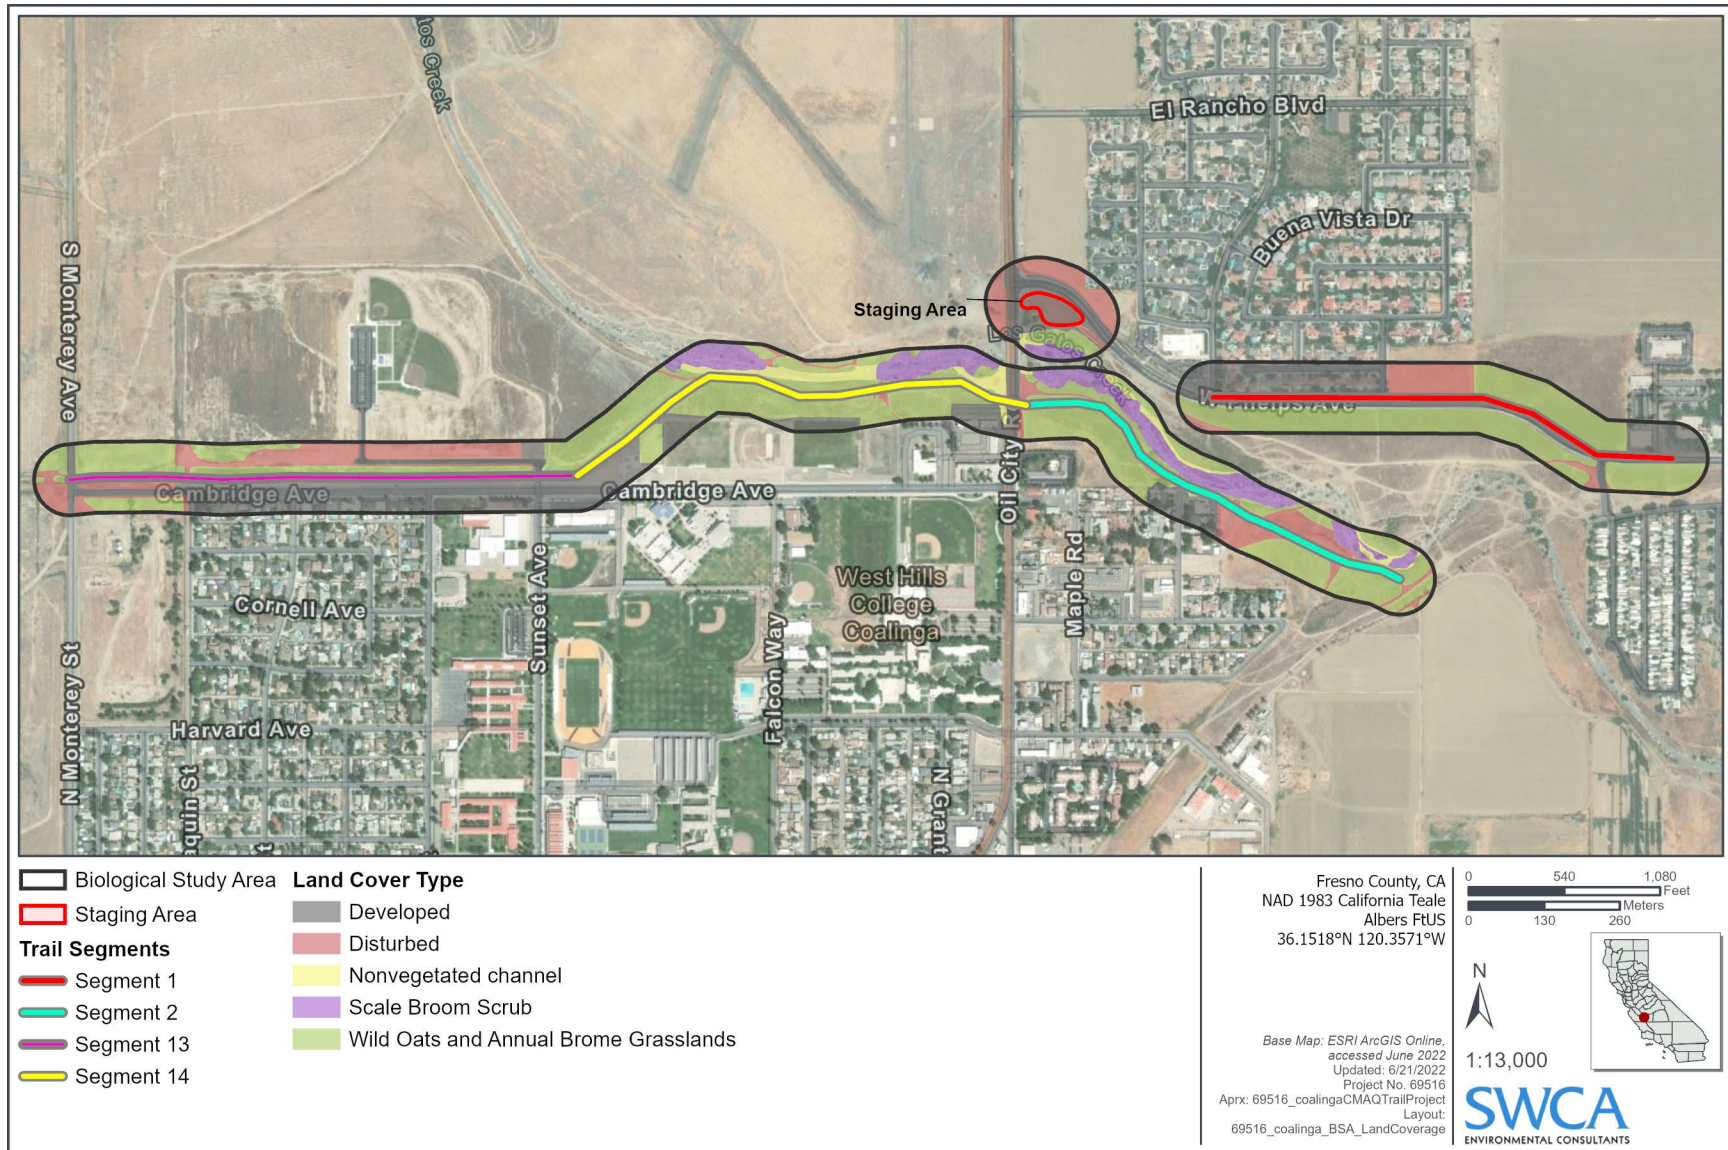 tos Creek
El Rancho Blvd
Buena Vista Dr
S Monterey Ave
Staging Area
Los Gatos Creek
W Phelps Ave
Cambridge Ave
Cambridge Ave
Oil City R
Sunset Ave
Maple Rd
West Hills
College
Coalinga
Cornell Ave
Falcon Way
N Monterey St
Harvard Ave
aquin St
st
N Grant
Biological Study Area
Staging Area
Trail Segments
Segment 1
Segment 2
Segment 13
Segment 14
Land Cover Type
Developed
Disturbed
Nonvegetated channel
Scale Broom Scrub
Wild Oats and Annual Brome Grasslands
Fresno County, CA
NAD 1983 California Teale
Albers FtUS
36.1518°N 120.3571°W
Base Map: ESRI ArcGIS Online,
accessed June 2022
Updated: 6/21/2022
Project No. 69516
Aprx: 69516_coalingaCMAQTrailProject
Layout:
69516_coalinga_BSA_LandCoverage
0 540 1,080
Feet
Meters
0 130 260
N
1:13,000
SWCA
ENVIRONMENTAL CONSULTANTS